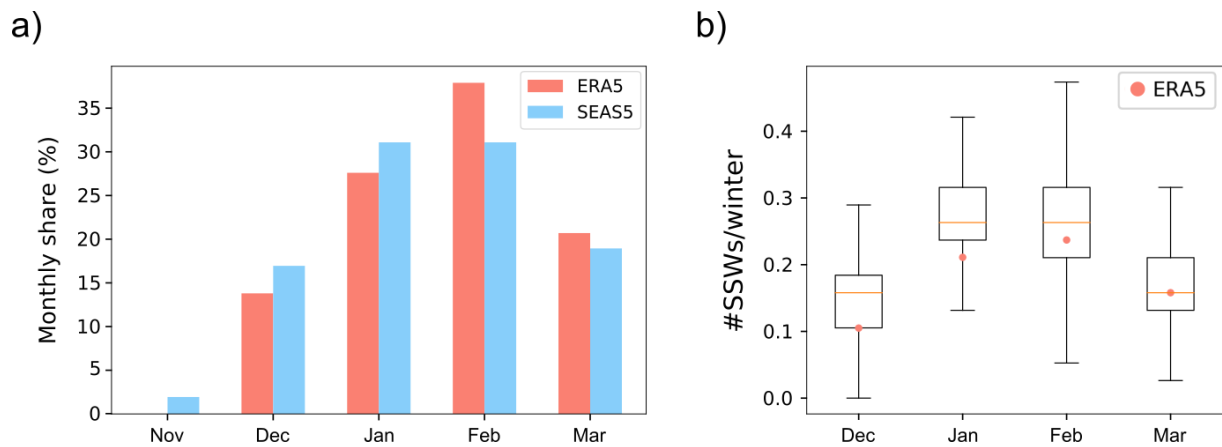 a)
Monthly share (%)
35
30
25
20
15
10
5
0
Nov Dec Jan Feb Mar
ERA5
SEAS5
b)
#SSWs/winter
0.4
0.3
0.2
0.1
0.0
Dec Jan Feb Mar
ERA5